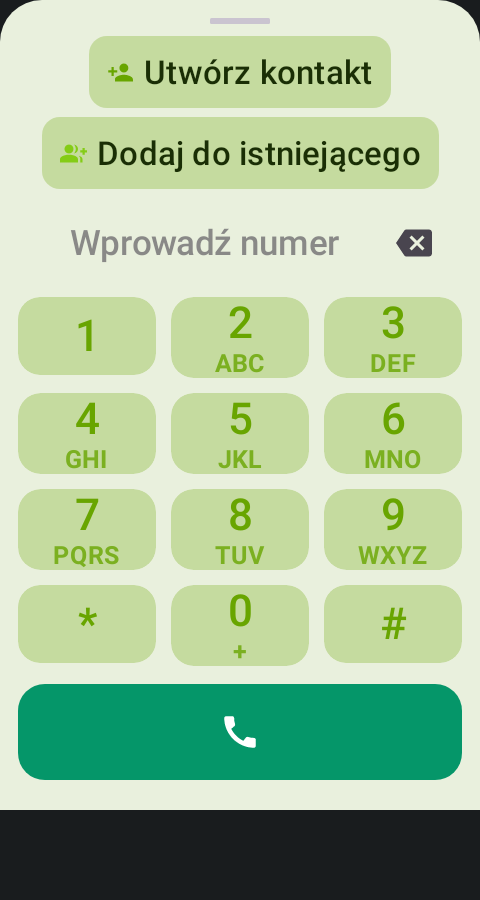 Utwórz kontakt
Dodaj do istniejącego
Wprowadź numer
1
2
ABC
3
DEF
4
GHI
5
JKL
6
MNO
7
PQRS
8
TUV
9
WXYZ
*
0
+
#